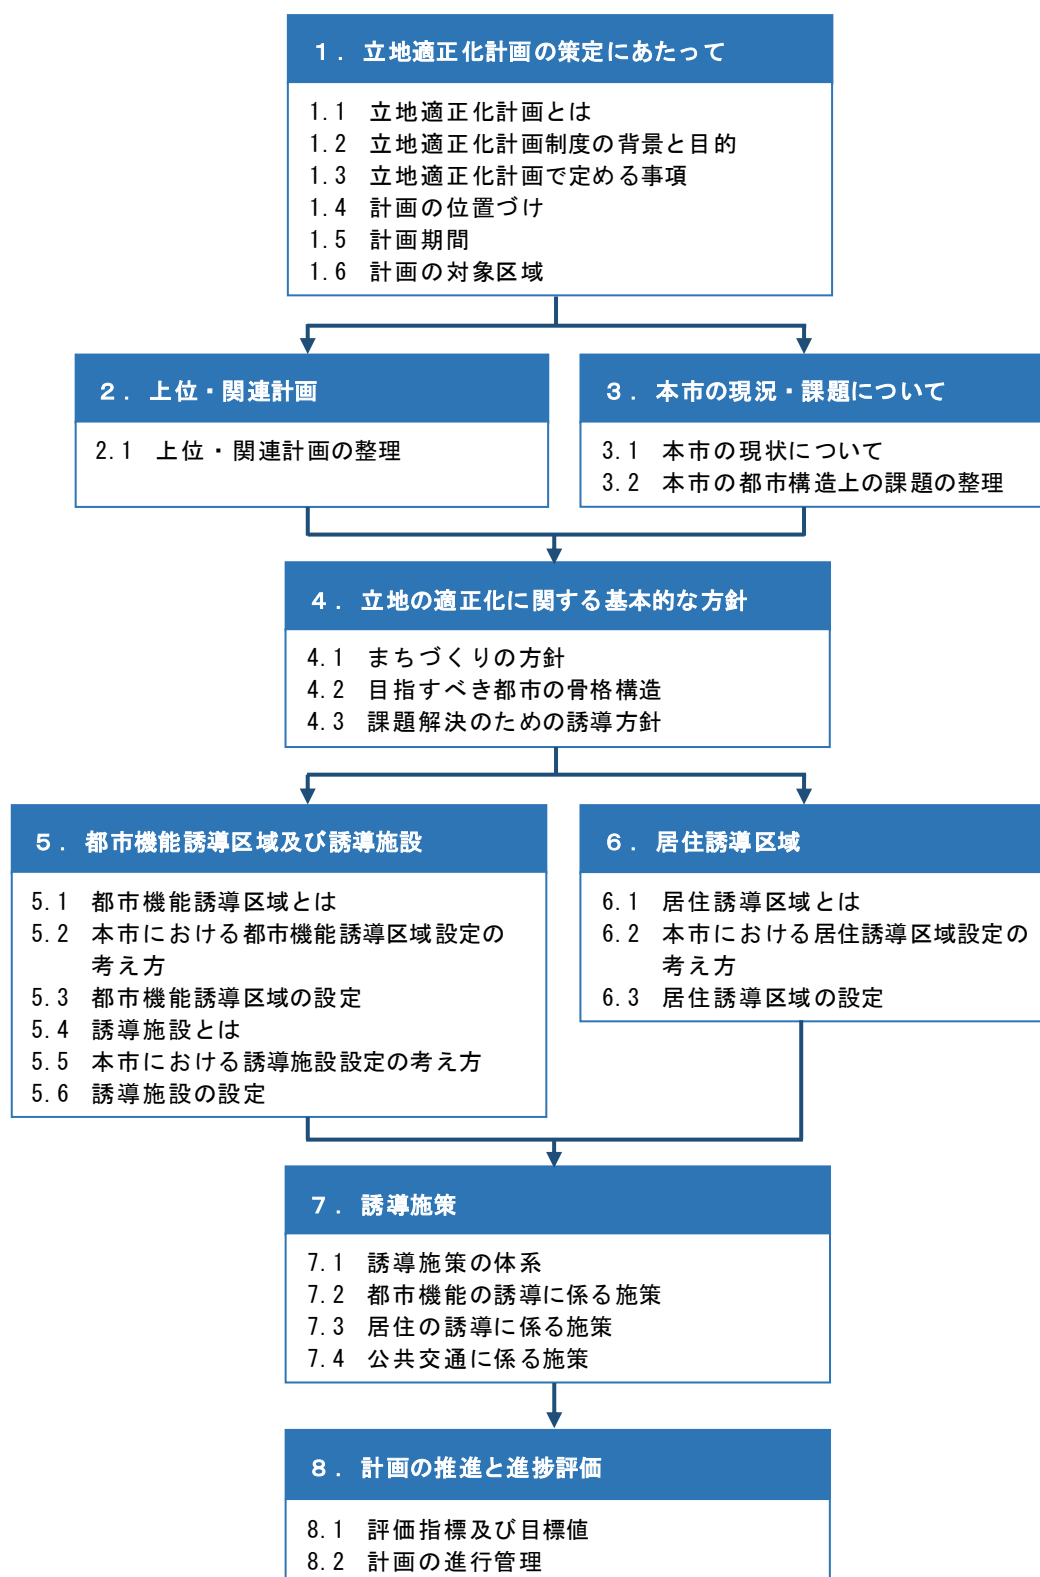 １．立地適正化計画の策定にあたって
1.1 立地適正化計画とは
1.2 立地適正化計画制度の背景と目的
1.3 立地適正化計画で定める事項
1.4 計画の位置づけ
1.5 計画期間
1.6 計画の対象区域
２．上位・関連計画
2.1 上位・関連計画の整理
３．本市の現況・課題について
3.1 本市の現状について
3.2 本市の都市構造上の課題の整理
４．立地の適正化に関する基本的な方針
4.1 まちづくりの方針
4.2 目指すべき都市の骨格構造
4.3 課題解決のための誘導方針
５．都市機能誘導区域及び誘導施設
5.1 都市機能誘導区域とは
5.2 本市における都市機能誘導区域設定の
考え方
5.3 都市機能誘導区域の設定
5.4 誘導施設とは
5.5 本市における誘導施設設定の考え方
5.6 誘導施設の設定
６．居住誘導区域
6.1 居住誘導区域とは
6.2 本市における居住誘導区域設定の
考え方
6.3 居住誘導区域の設定
７．誘導施策
7.1 誘導施策の体系
7.2 都市機能の誘導に係る施策
7.3 居住の誘導に係る施策
7.4 公共交通に係る施策
８．計画の推進と進捗評価
8.1 評価指標及び目標値
8.2 計画の進行管理